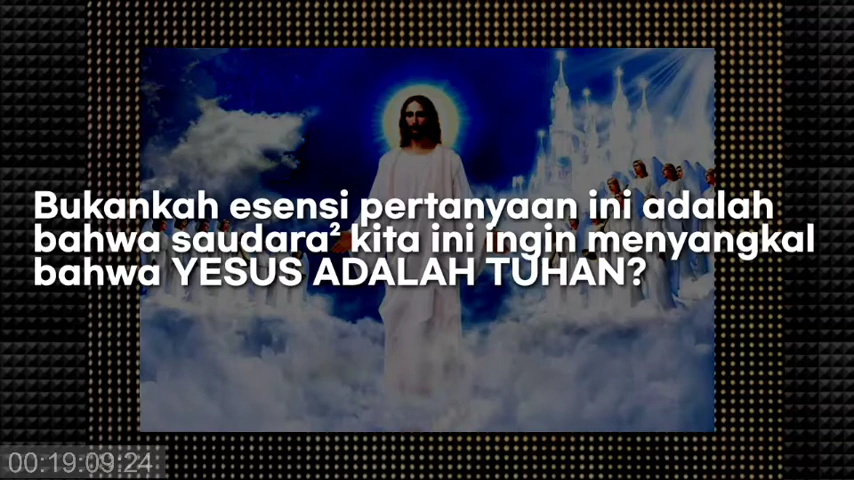 Bukankah esensi pertanyaan ini adalah
bahwa saudara² kita ini ingin menyangkal
bahwa YESUS ADALAH TUHAN?
00:19:09:24